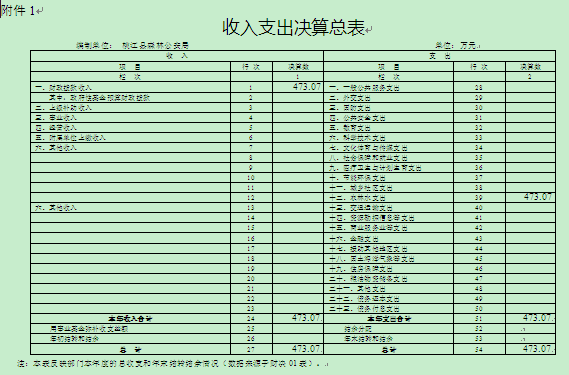 附件 1
收入支出决算总表
编制单位： 桃江县森林公安局 单位：万元
收 入 支 出
项 目 行 次 决算数 项 目 行 次 决算数
栏 次 1 栏 次 2
一、财政拨款收入 1 473.07 一、一般公共服务支出 28
其中：政府性基金预算财政拨款 2 二、外交支出 29
二、上级补助收入 3 三、国防支出 30
三、事业收入 4 四、公共安全支出 31
四、经营收入 5 五、教育支出 32
五、附属单位上缴收入 6 六、科学技术支出 33
六、其他收入 7 七、文化体育与传媒支出 34
8 八、社会保障和就业支出 35
9 九、医疗卫生与计划生育支出 36
10 十、节能环保支出 37
11 十一、城乡社区支出 38
12 十二、农林水支出 39 473.07
六、其他收入 13 十三、交通运输支出 40
14 十四、资源勘探信息等支出 41
15 十五、商业服务业等支出 42
16 十六、金融支出 43
17 十七、援助其他地区支出 44
18 十八、国土海洋气象等支出 45
19 十九、住房保障支出 46
20 二十、粮油物资储备支出 47
21 二十一、其他支出 48
22 二十二、债务还本支出 49
23 二十三、债务付息支出 50
本年收入合计 24 473.07 本年支出合计 51 473.07
用事业基金弥补收支差额 25 结余分配 52
年初结转和结余 26 年末结转和结余 53
总 计 27 473.07 总 计 54 473.07
注：本表反映部门本年度的总收支和年末结转结余情况（数据来源于财决 01 表）。